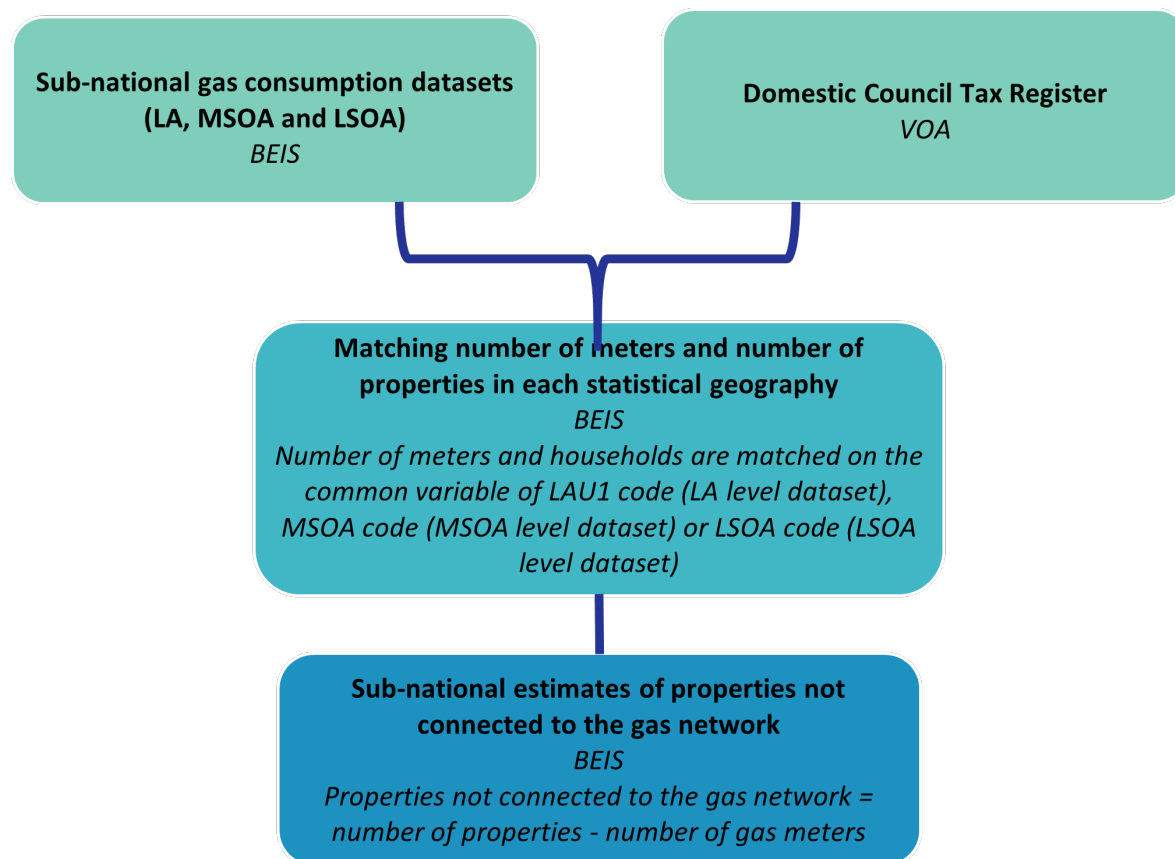 Sub-national gas consumption datasets
(LA, MSOA and LSOA)
BEIS
Domestic Council Tax Register
VOA
Matching number of meters and number of
properties in each statistical geography
BEIS
Number of meters and households are matched on the
common variable of LAU1 code (LA level dataset),
MSOA code (MSOA level dataset) or LSOA code (LSOA
level dataset)
Sub-national estimates of properties not
connected to the gas network
BEIS
Properties not connected to the gas network =
number of properties - number of gas meters